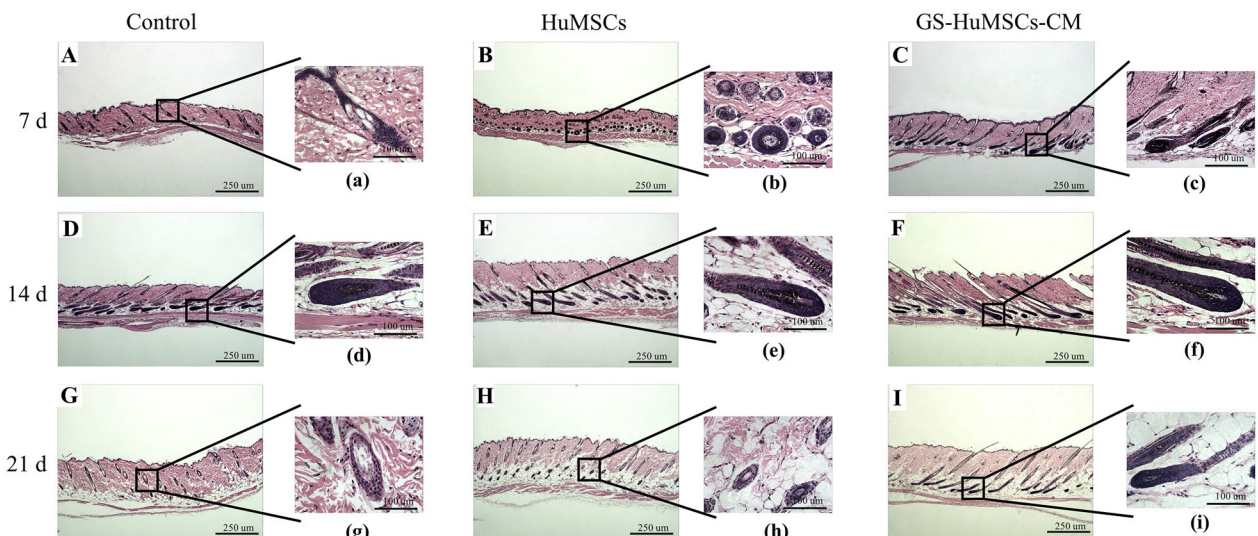 Control HuMSCs GS-HuMSCs-CM
7 d
A B C
100 um 100 um 100 um
250 um 250 um 250 um
(a) (b) (c)
14 d
D E F
100 um 100 um 100 um
250 um 250 um 250 um
(d) (e) (f)
21 d
G H I
100 um 100 um 100 um
250 um 250 um 250 um
(g) (h) (i)